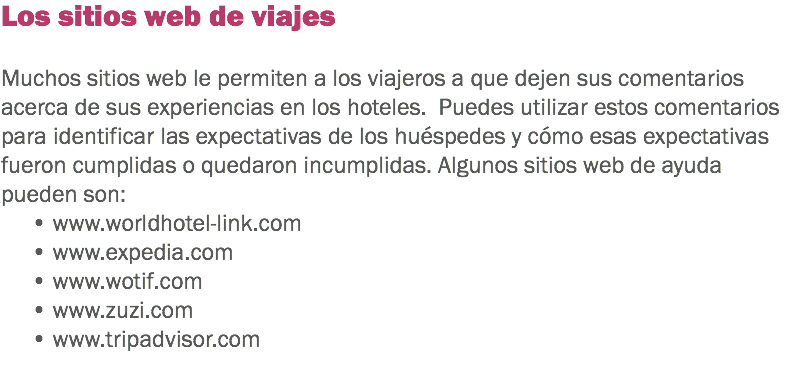 Los sitios web de viajes
Muchos sitios web le permiten a los viajeros a que dejen sus comentarios
acerca de sus experiencias en los hoteles.  Puedes utilizar estos comentarios
para identificar las expectativas de los huéspedes y cómo esas expectativas
fueron cumplidas o quedaron incumplidas. Algunos sitios web de ayuda
pueden son:
• www.worldhotel-link.com
• www.expedia.com
• www.wotif.com
• www.zuzi.com
• www.tripadvisor.com